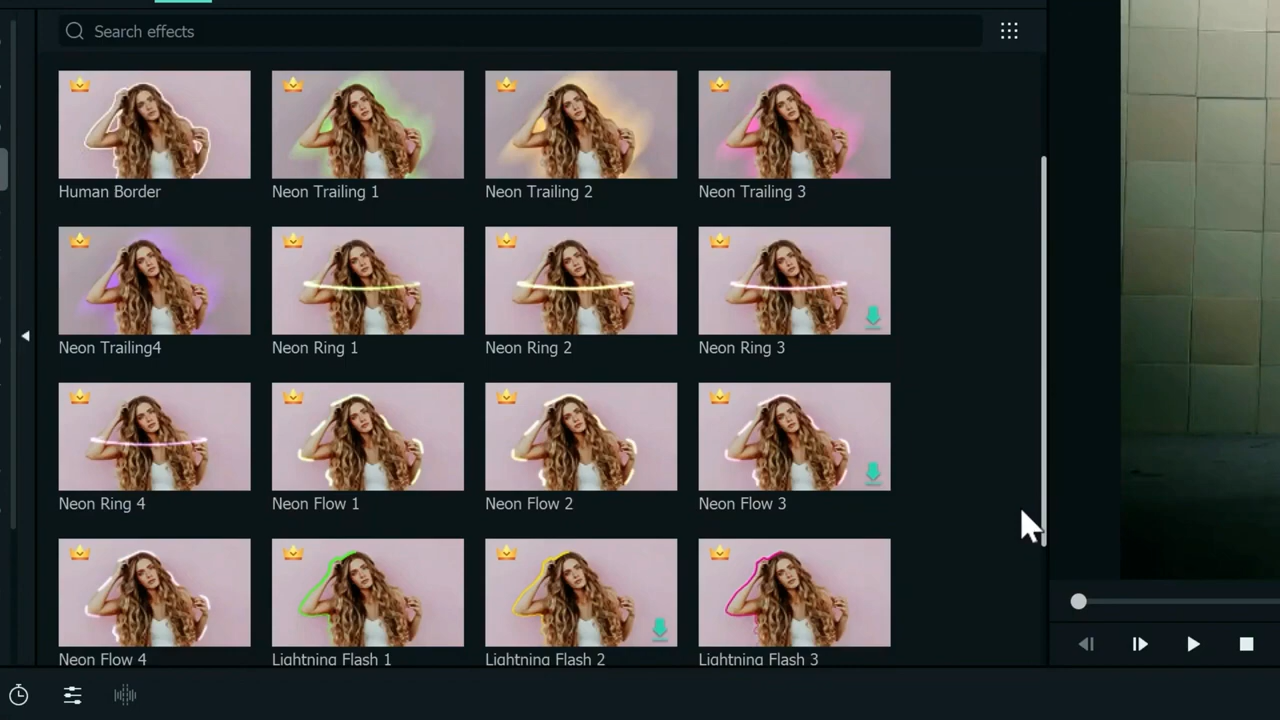 Search effects
Human Border
Neon Trailing 1
Neon Trailing 2
Neon Trailing 3
Neon Trailing4
Neon Ring 1
Neon Ring 2
Neon Ring 3
Neon Ring 4
Neon Flow 1
Neon Flow 2
Neon Flow 3
Neon Flow 4
Lightning Flash 1
Lightning Flash 2
Lightning Flash 3